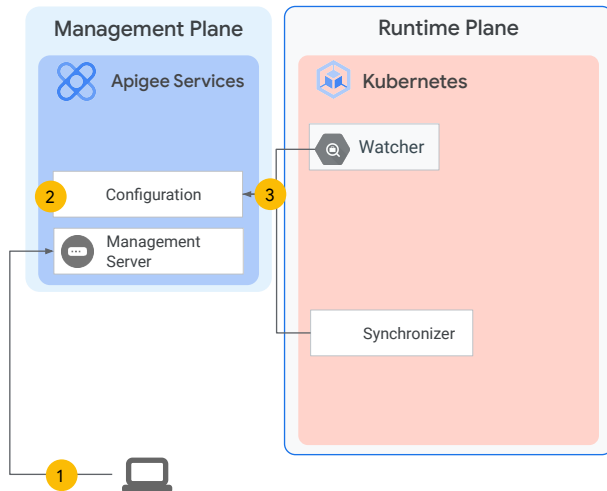 Management Plane
Apigee Services
2
Configuration
Management
Server
Runtime Plane
Kubernetes
Watcher
3
Synchronizer
1